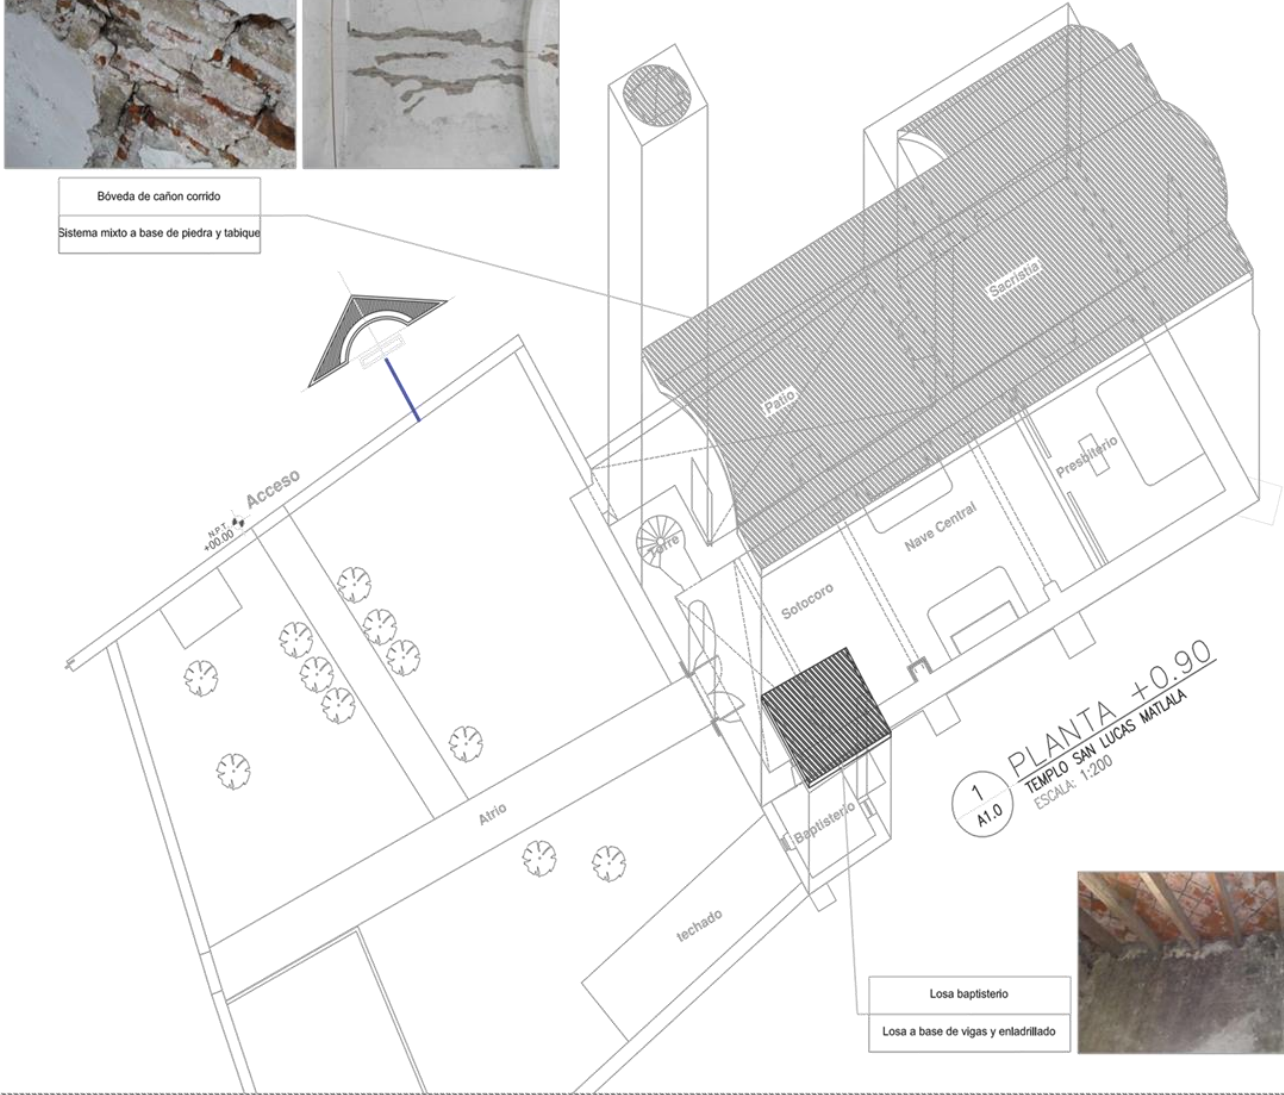 Bóveda de cañon corrido
Sistema mixto a base de piedra y tabique
Sacristia
Patio
Presbiterio
Acceso
N.P.T.
+00.00
Nave Central
Torre
Sotocoro
PLANTA +0.90
TEMPLO SAN LUCAS MATLALA
ESCALA: 1:200
1
A1.0
Atrio
Baptisterio
techado
Losa baptisterio
Losa a base de vigas y enladrillado